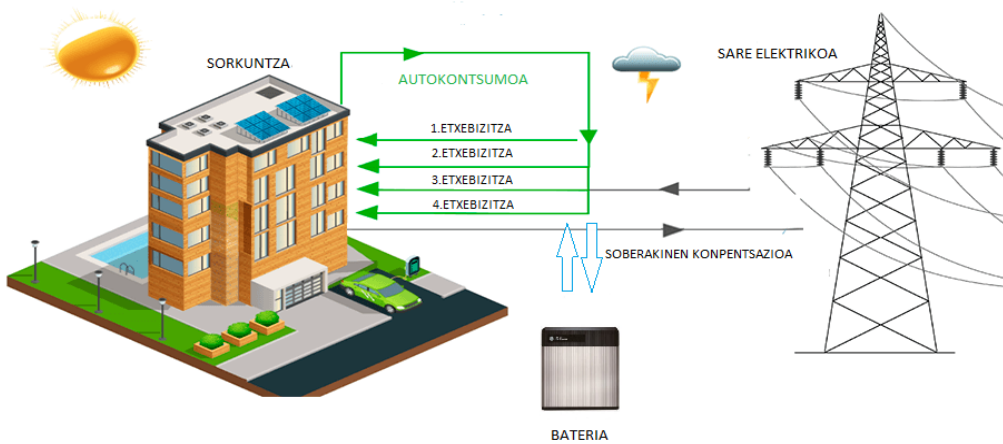 SORKUNTZA
AUTOKONTSUMOA
SARE ELEKTRIKOA
1.ETXEBIZITZA
2.ETXEBIZITZA
3.ETXEBIZITZA
4.ETXEBIZITZA
SOBERAKINEN KONPENTSAZIOA
BATERIA